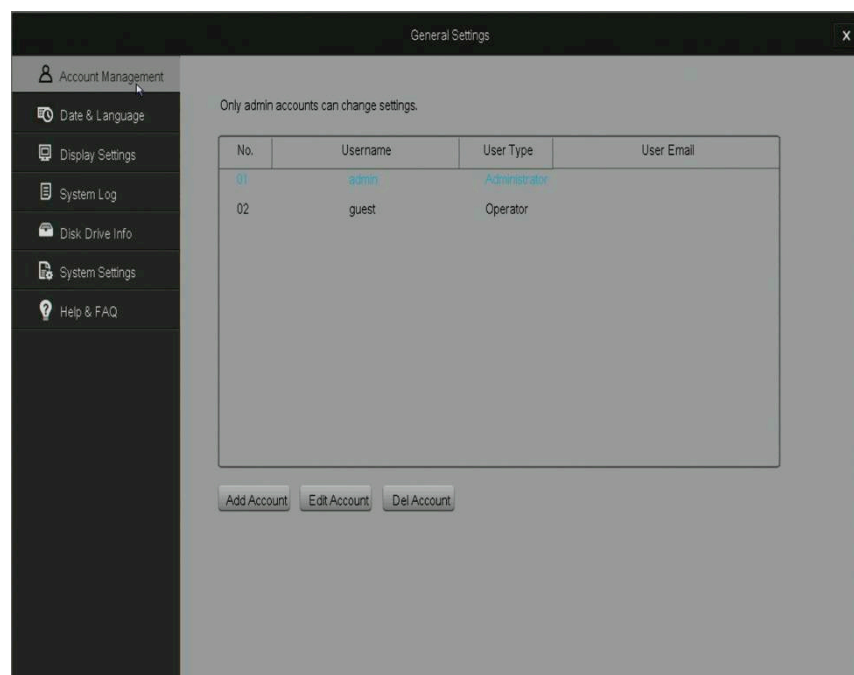 General Settings
X
Account Management
Date & Language
Display Settings
System Log
Disk Drive Info
System Settings
Help & FAQ
Only admin accounts can change settings.
No. Username User Type User Email
01 admin Administrator
02 guest Operator
Add Account Edit Account Del Account